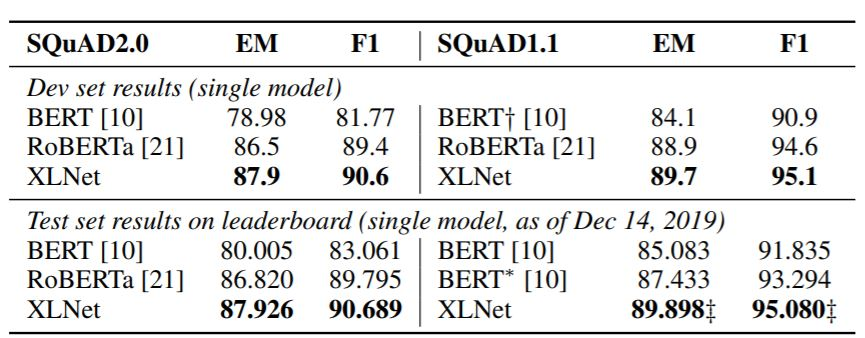 SQuAD2.0 EM F1 SQuAD1.1 EM F1
Dev set results (single model)
BERT [10] 78.98 81.77 BERT† [10] 84.1 90.9
RoBERTa [21] 86.5 89.4 RoBERTa [21] 88.9 94.6
XLNet 87.9 90.6 XLNet 89.7 95.1
Test set results on leaderboard (single model, as of Dec 14, 2019)
BERT [10] 80.005 83.061 BERT [10] 85.083 91.835
RoBERTa [21] 86.820 89.795 BERT* [10] 87.433 93.294
XLNet 87.926 90.689 XLNet 89.898‡ 95.080‡